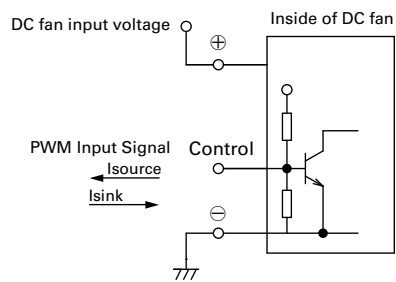 Inside of DC fan
DC fan input voltage
⊕
PWM Input Signal
Control
Isource
Isink
⊖